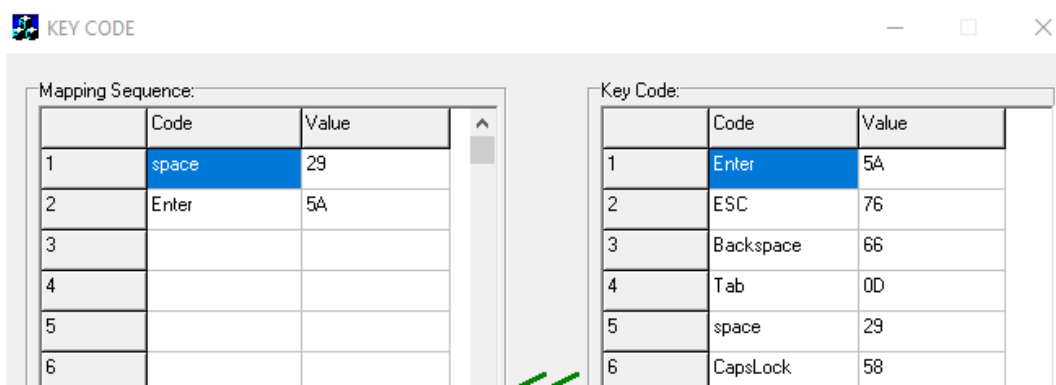 KEY CODE
Mapping Sequence:
Code Value
1 space 29
2 Enter 5A
3
4
5
6
Key Code:
Code Value
1 Enter 5A
2 ESC 76
3 Backspace 66
4 Tab 0D
5 space 29
6 CapsLock 58